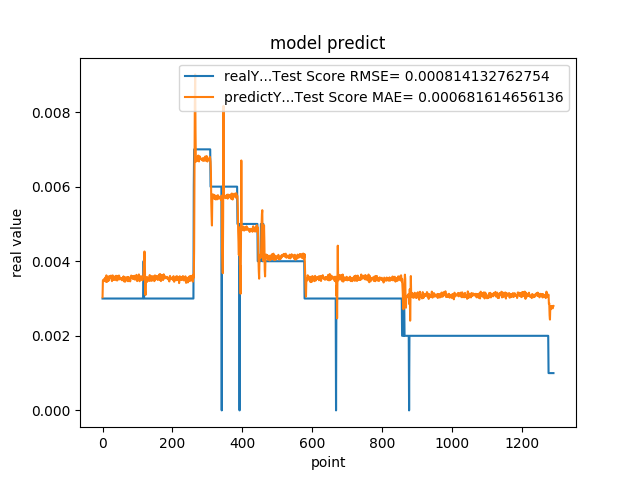 model predict
realY...Test Score RMSE= 0.000814132762754
predictY...Test Score MAE= 0.000681614656136
real value
0.008
0.006
0.004
0.002
0.000
0 200 400 600 800 1000 1200
point